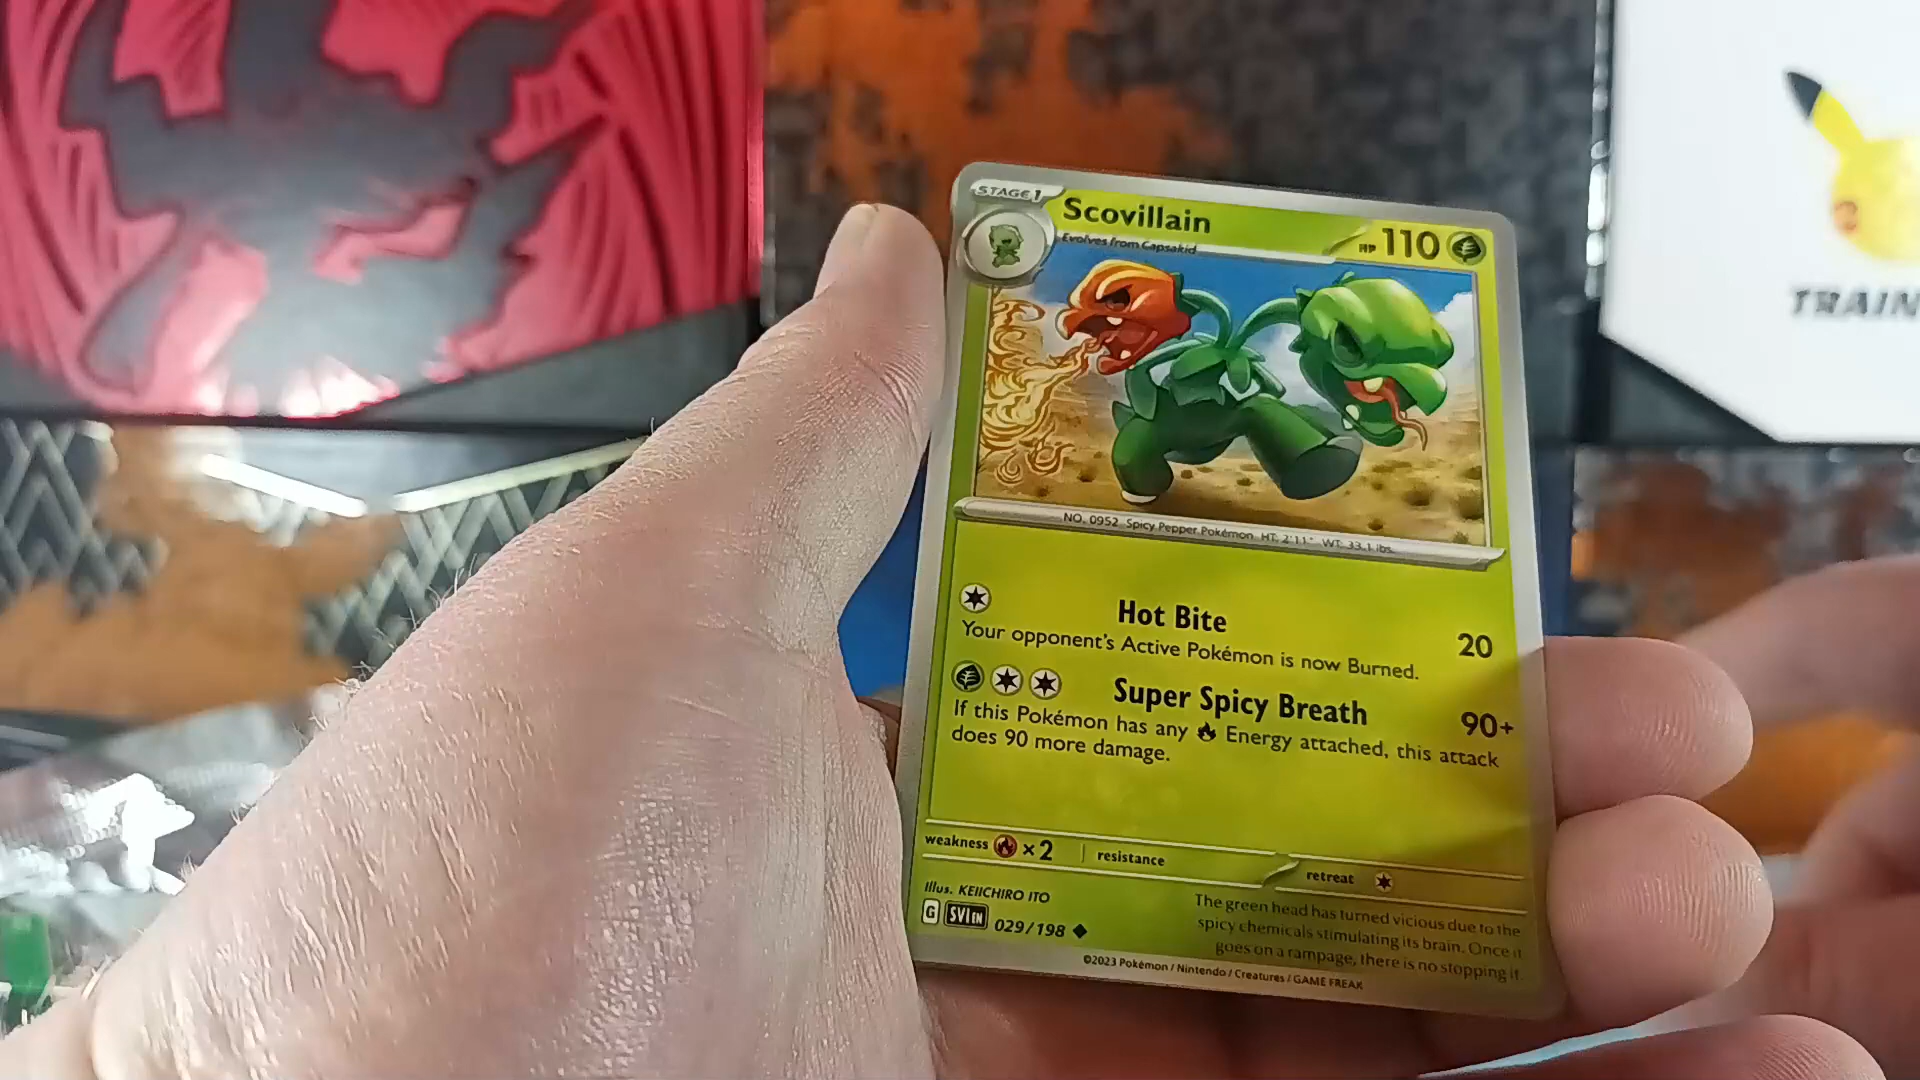 STAGE 1
Scovillain
HP 110
Evolves from Capsakid
NO. 0952 Spicy Pepper Pokémon HT: 2'11" WT: 33.1 lbs.
Hot Bite 20
Your opponent's Active Pokémon is now Burned.
Super Spicy Breath 90+
If this Pokémon has any Energy attached, this attack
does 90 more damage.
weakness ×2 resistance retreat
Illus. KEIICHIRO ITO
G SVI EN 029/198
The green head has turned vicious due to the
spicy chemicals stimulating its brain. Once it
goes on a rampage, there is no stopping it.
©2023 Pokémon / Nintendo / Creatures / GAME FREAK